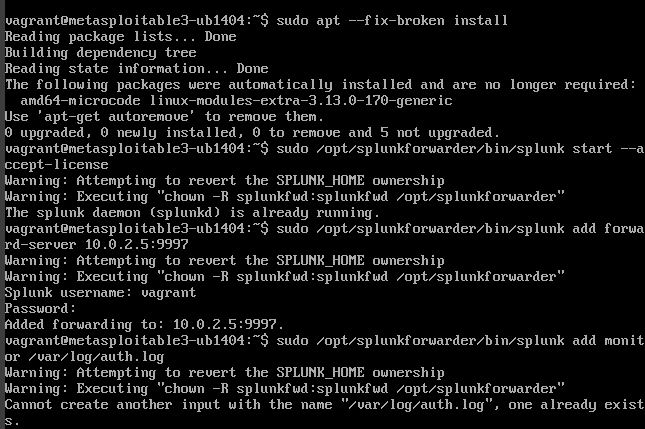 vagrant@metasploitable3-ub1404:~$ sudo apt --fix-broken install
Reading package lists... Done
Building dependency tree
Reading state information... Done
The following packages were automatically installed and are no longer required:
  amd64-microcode linux-modules-extra-3.13.0-170-generic
Use 'apt-get autoremove' to remove them.
0 upgraded, 0 newly installed, 0 to remove and 5 not upgraded.
vagrant@metasploitable3-ub1404:~$ sudo /opt/splunkforwarder/bin/splunk start --a
ccept-license
Warning: Attempting to revert the SPLUNK_HOME ownership
Warning: Executing "chown -R splunkfwd:splunkfwd /opt/splunkforwarder"
The splunk daemon (splunkd) is already running.
vagrant@metasploitable3-ub1404:~$ sudo /opt/splunkforwarder/bin/splunk add forwa
rd-server 10.0.2.5:9997
Warning: Attempting to revert the SPLUNK_HOME ownership
Warning: Executing "chown -R splunkfwd:splunkfwd /opt/splunkforwarder"
Splunk username: vagrant
Password:
Added forwarding to: 10.0.2.5:9997.
vagrant@metasploitable3-ub1404:~$ sudo /opt/splunkforwarder/bin/splunk add monit
or /var/log/auth.log
Warning: Attempting to revert the SPLUNK_HOME ownership
Warning: Executing "chown -R splunkfwd:splunkfwd /opt/splunkforwarder"
Cannot create another input with the name "/var/log/auth.log", one already exist
s.